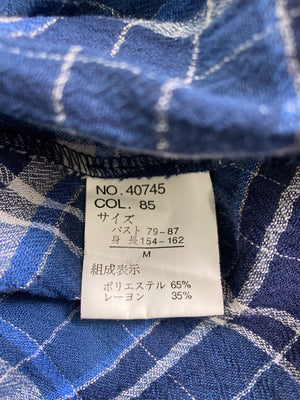 NO. 40745
COL. 85
サイズ
バスト 79-87
身長 154-162
M
組成表示
ポリエステル 65%
レーヨン 35%